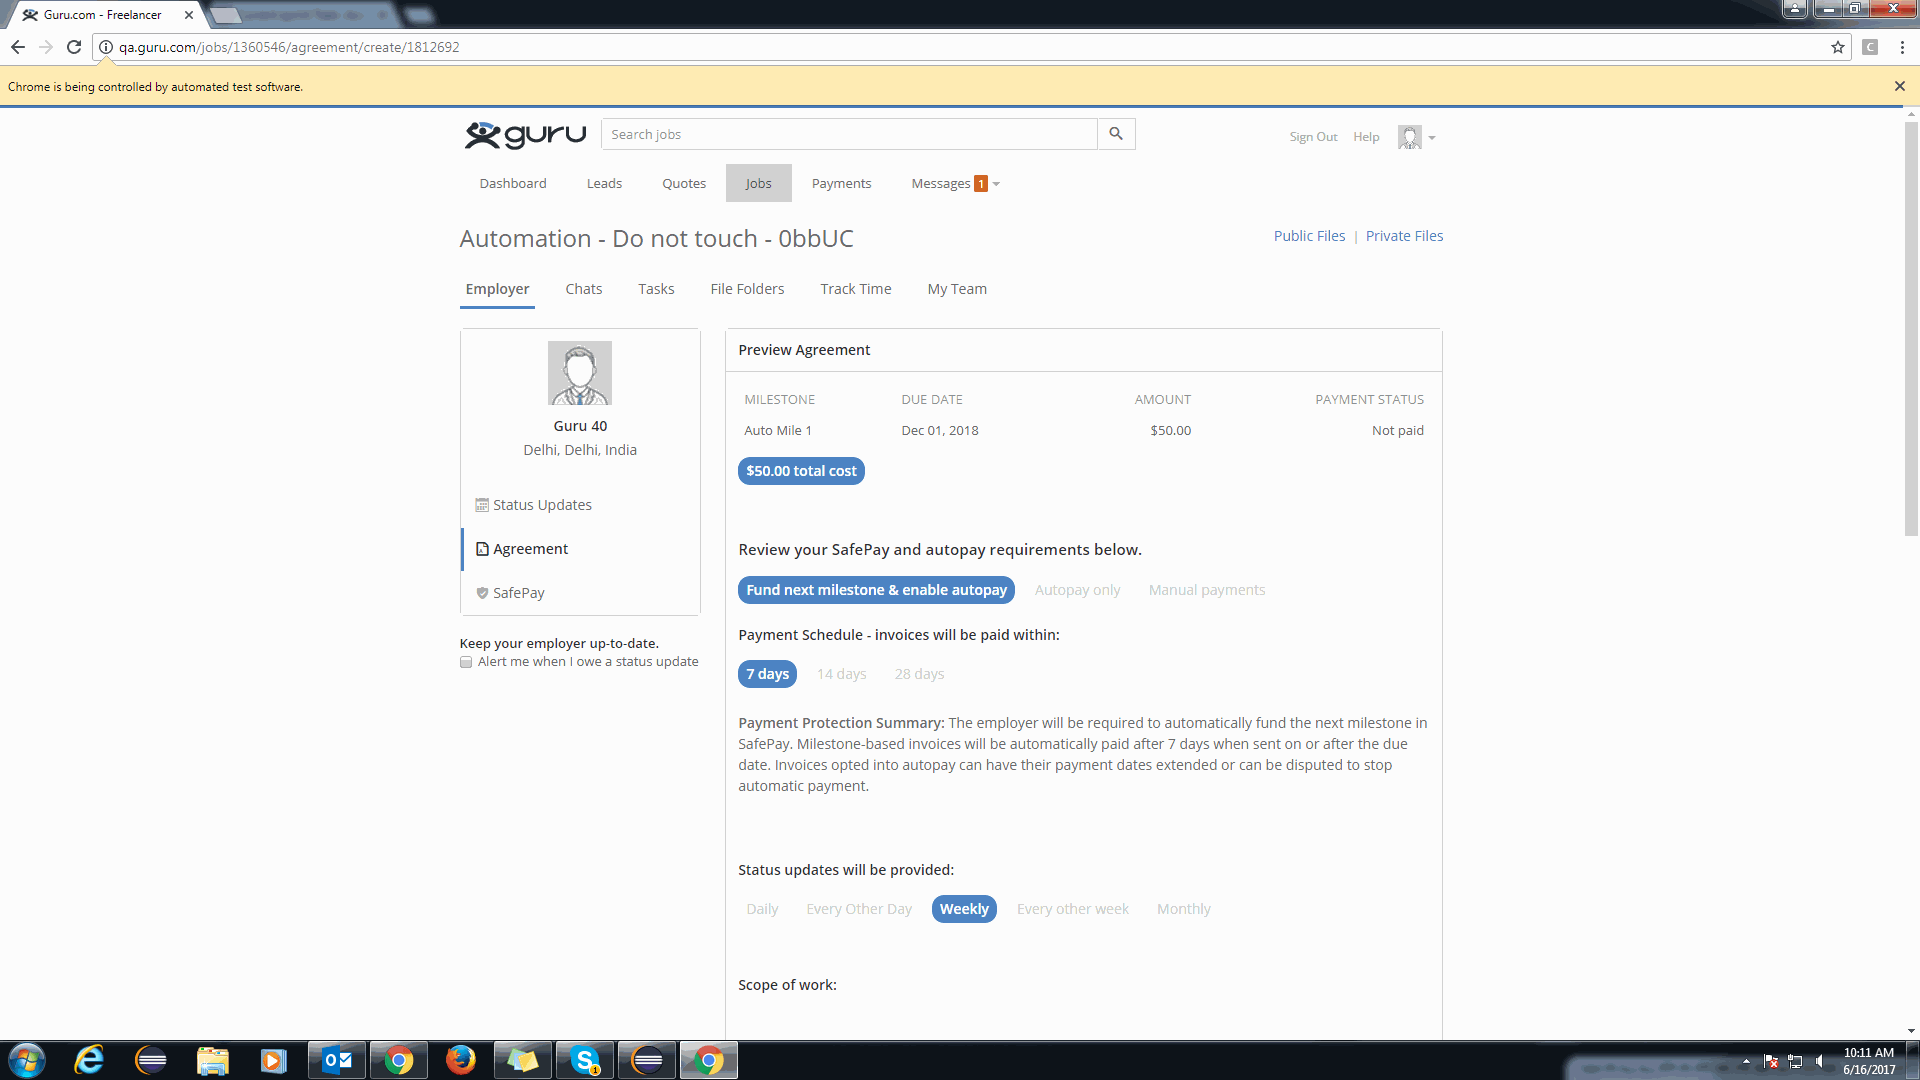 Guru.com - Freelancer
qa.guru.com/jobs/1360546/agreement/create/1812692
C
Chrome is being controlled by automated test software.
guru
Search jobs
Sign Out
Help
Dashboard
Leads
Quotes
Jobs
Payments
Messages 1
Automation - Do not touch - 0bbUC
Public Files | Private Files
Employer
Chats
Tasks
File Folders
Track Time
My Team
Guru 40
Delhi, Delhi, India
Status Updates
Agreement
SafePay
Keep your employer up-to-date.
Alert me when I owe a status update
Preview Agreement
MILESTONE DUE DATE AMOUNT PAYMENT STATUS
Auto Mile 1 Dec 01, 2018 $50.00 Not paid
$50.00 total cost
Review your SafePay and autopay requirements below.
Fund next milestone & enable autopay Autopay only Manual payments
Payment Schedule - invoices will be paid within:
7 days 14 days 28 days
Payment Protection Summary: The employer will be required to automatically fund the next milestone in
SafePay. Milestone-based invoices will be automatically paid after 7 days when sent on or after the due
date. Invoices opted into autopay can have their payment dates extended or can be disputed to stop
automatic payment.
Status updates will be provided:
Daily Every Other Day Weekly Every other week Monthly
Scope of work:
10:11 AM
6/16/2017